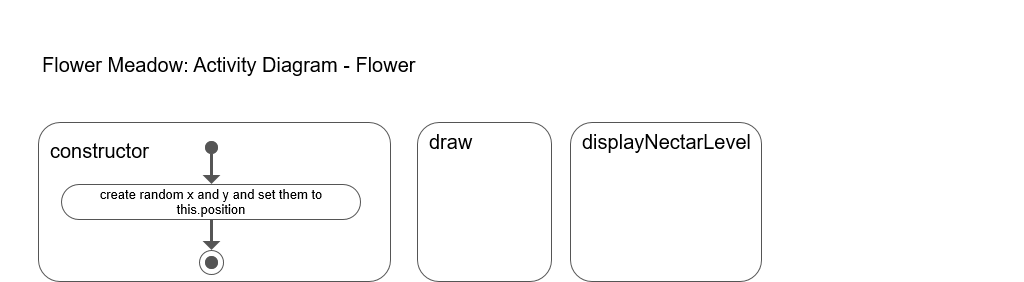 Flower Meadow: Activity Diagram - Flower
constructor
create random x and y and set them to
this.position
draw
displayNectarLevel